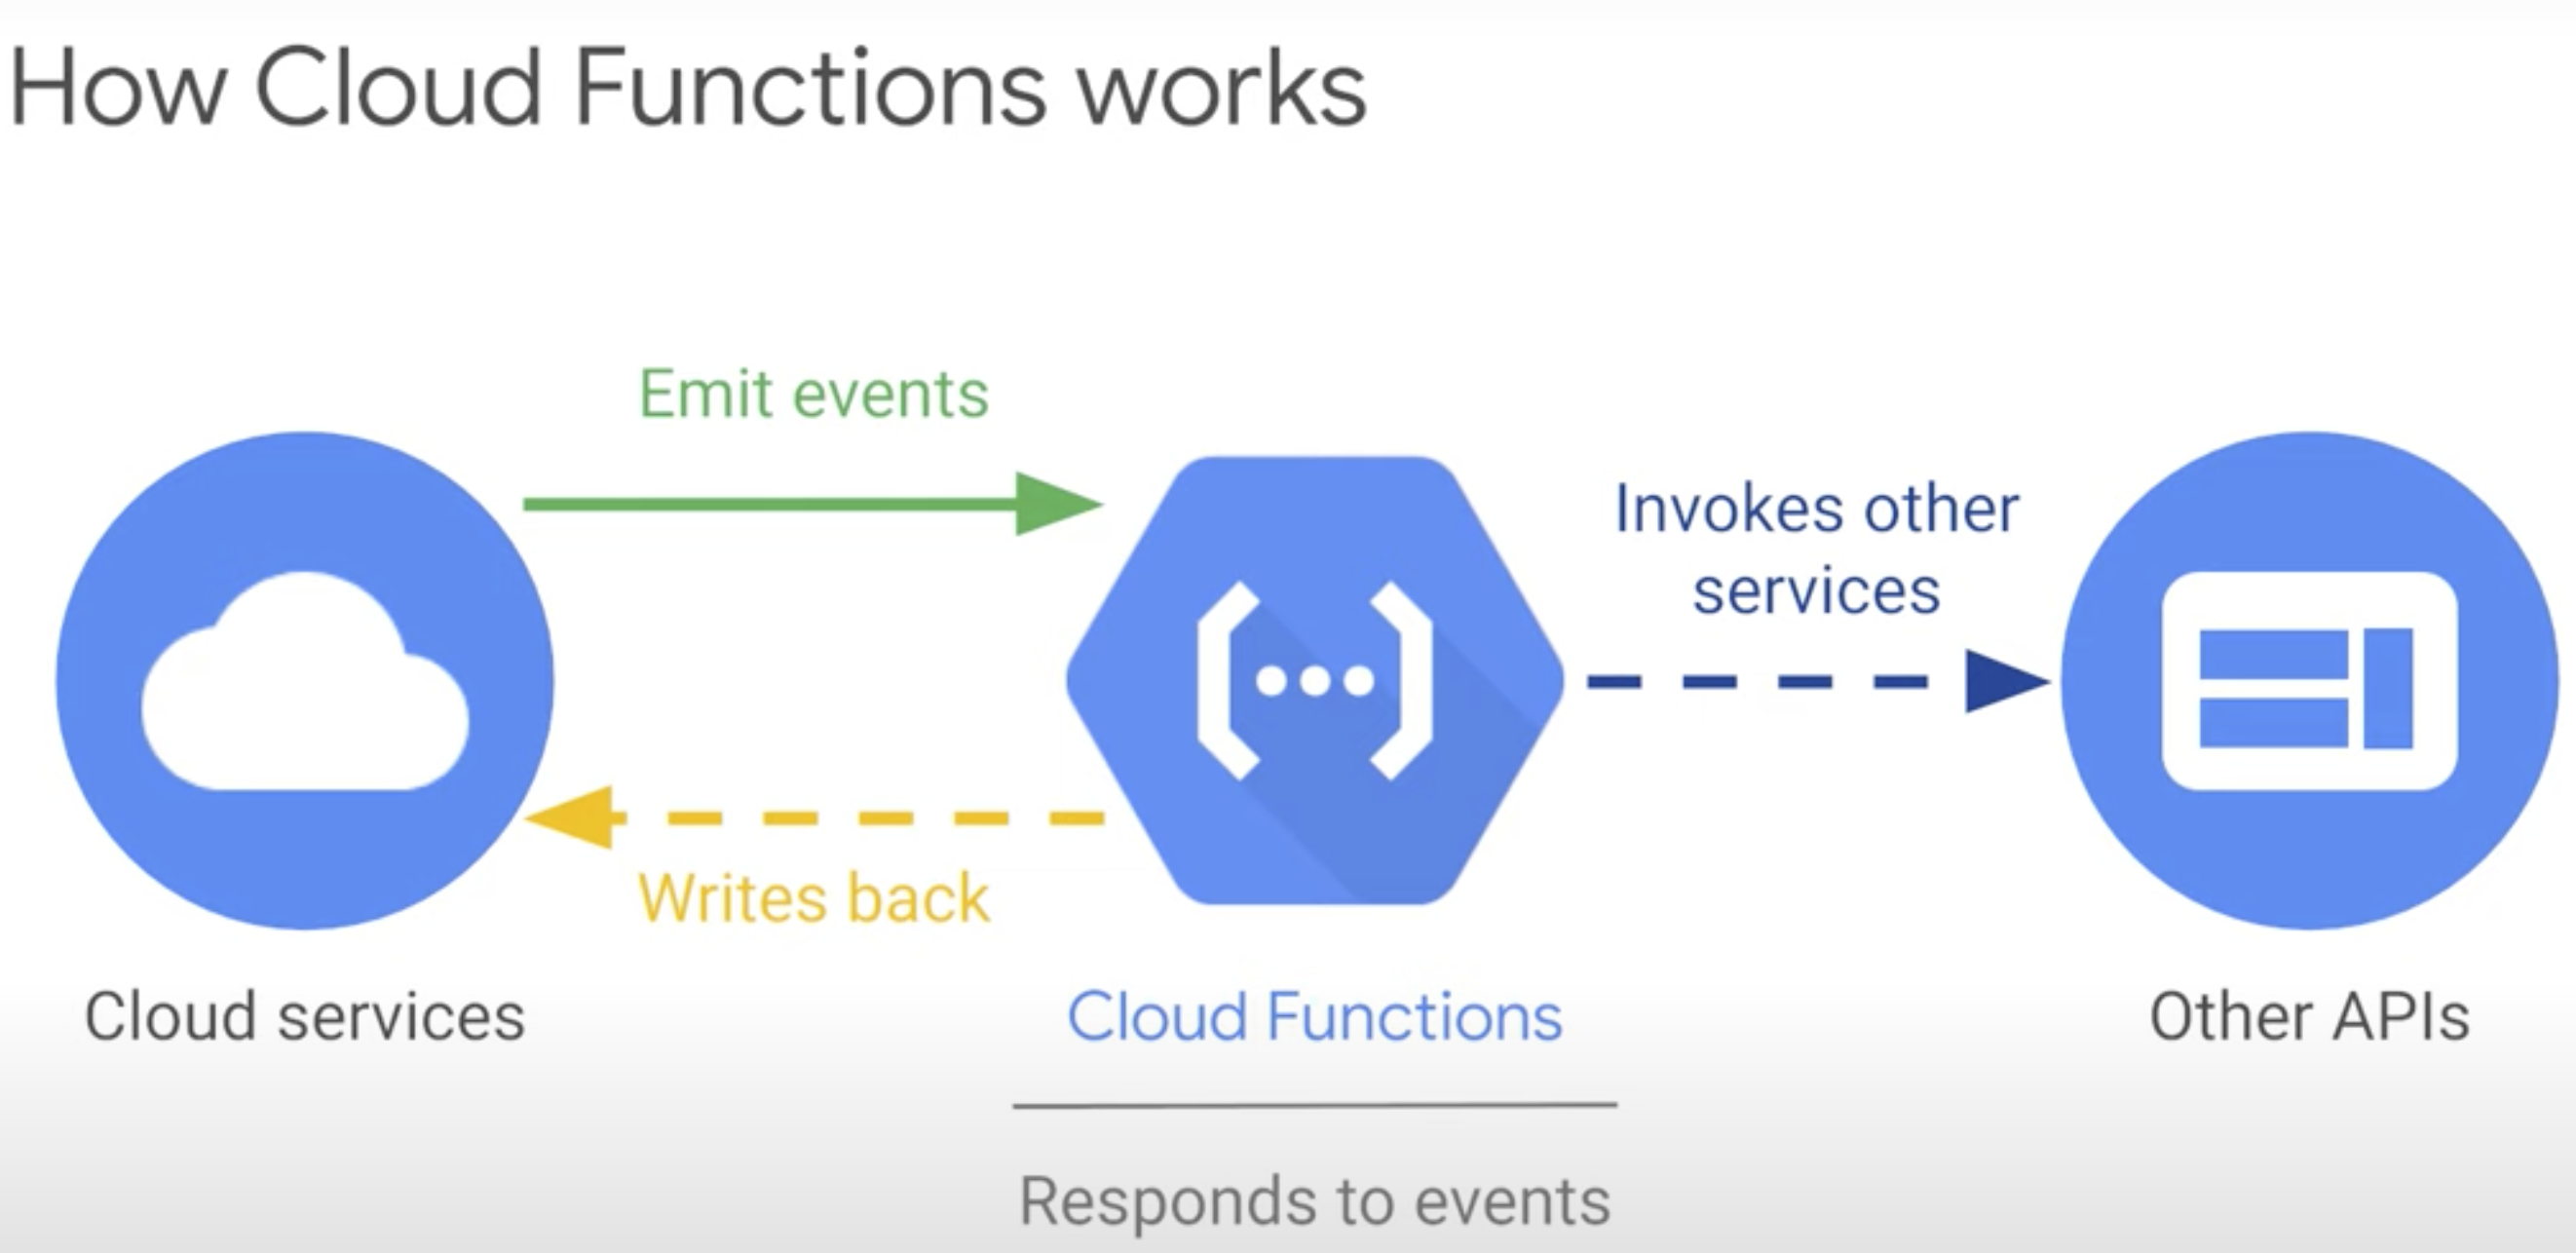 How Cloud Functions works
Emit events
Invokes other
services
Writes back
Cloud services
Cloud Functions
Other APIs
Responds to events